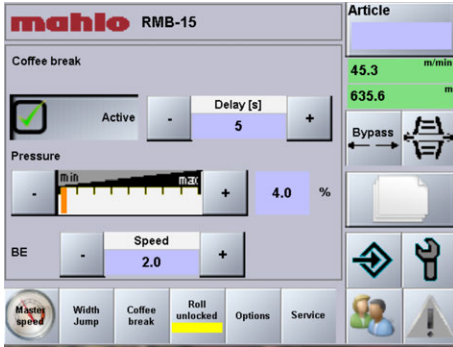 mahlo RMB-15
Article
Coffee break
45.3 m/min
635.6 m
Active
-
Delay [s]
5
+
Bypass
Pressure
-
min max
+
4.0 %
BE
-
Speed
2.0
+
Master
speed
Width
Jump
Coffee
break
Roll
unlocked
Options
Service